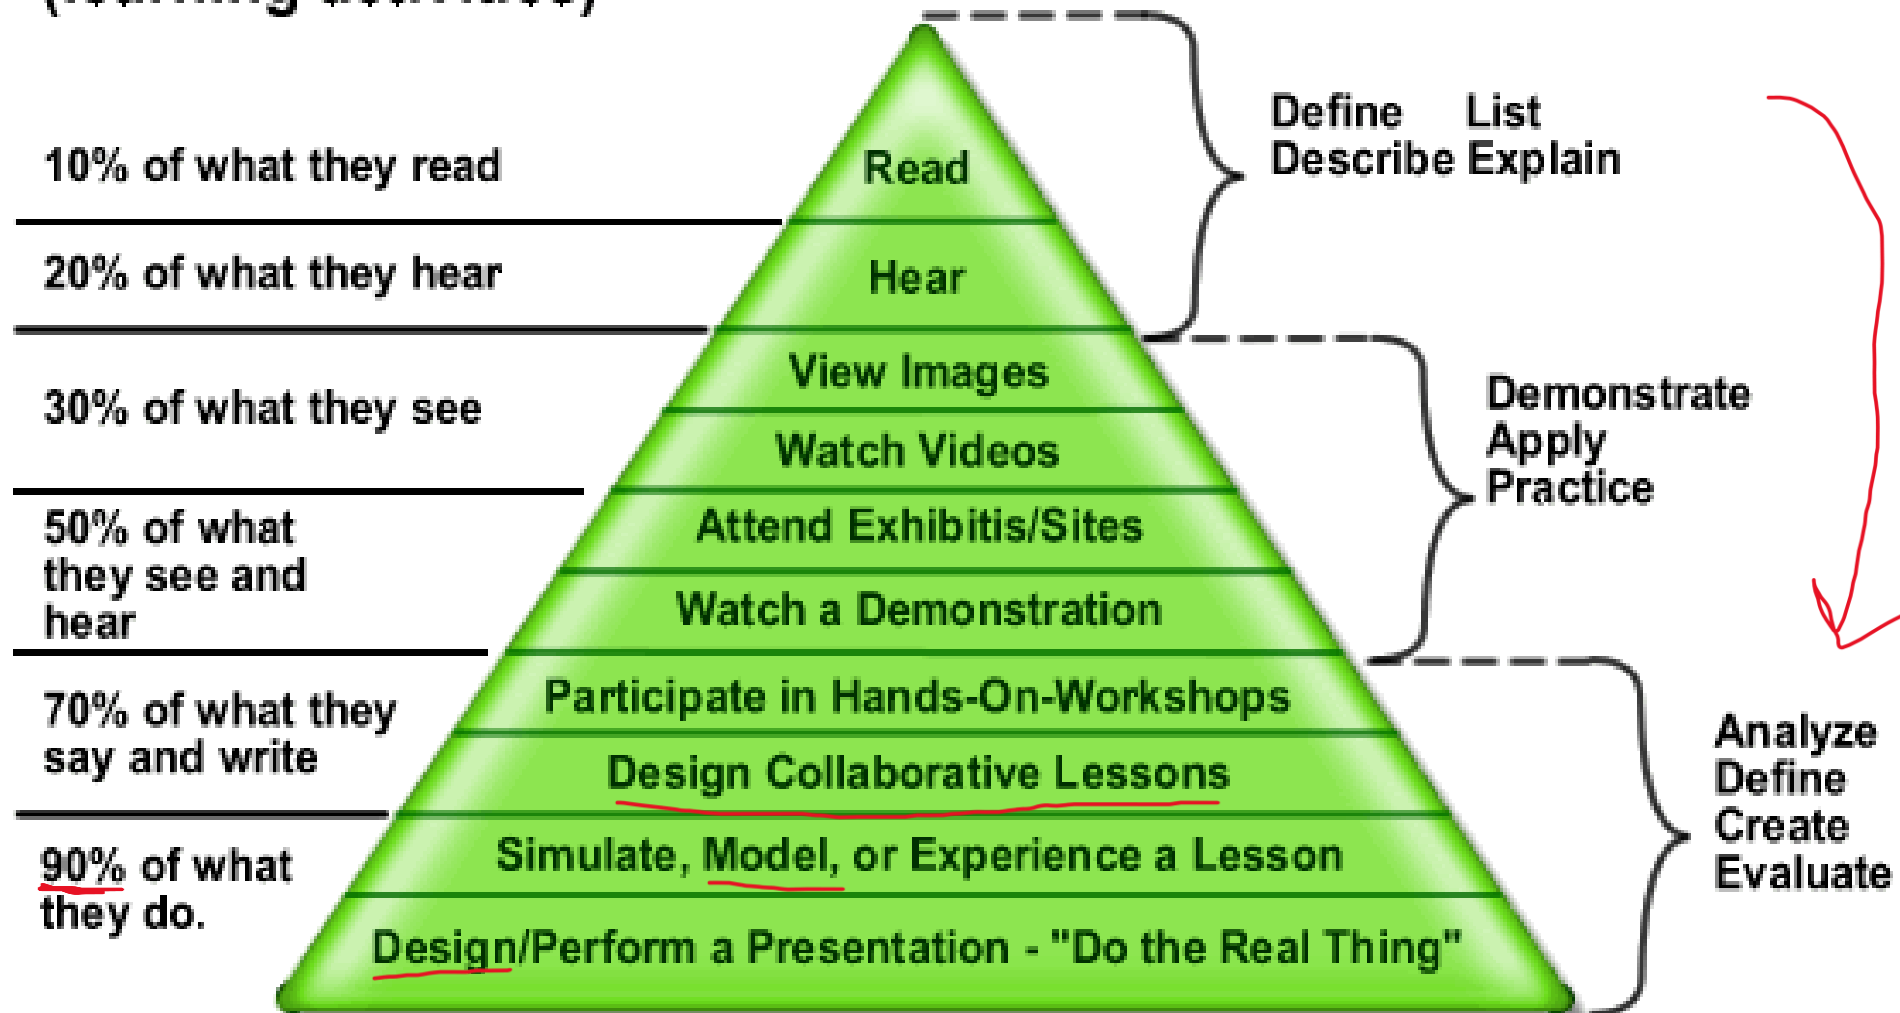 (learning activities)
10% of what they read
20% of what they hear
30% of what they see
50% of what
they see and
hear
70% of what they
say and write
90% of what
they do.
Read
Hear
View Images
Watch Videos
Attend Exhibitis/Sites
Watch a Demonstration
Participate in Hands-On-Workshops
Design Collaborative Lessons
Simulate, Model, or Experience a Lesson
Design/Perform a Presentation - "Do the Real Thing"
Define List
Describe Explain
Demonstrate
Apply
Practice
Analyze
Define
Create
Evaluate